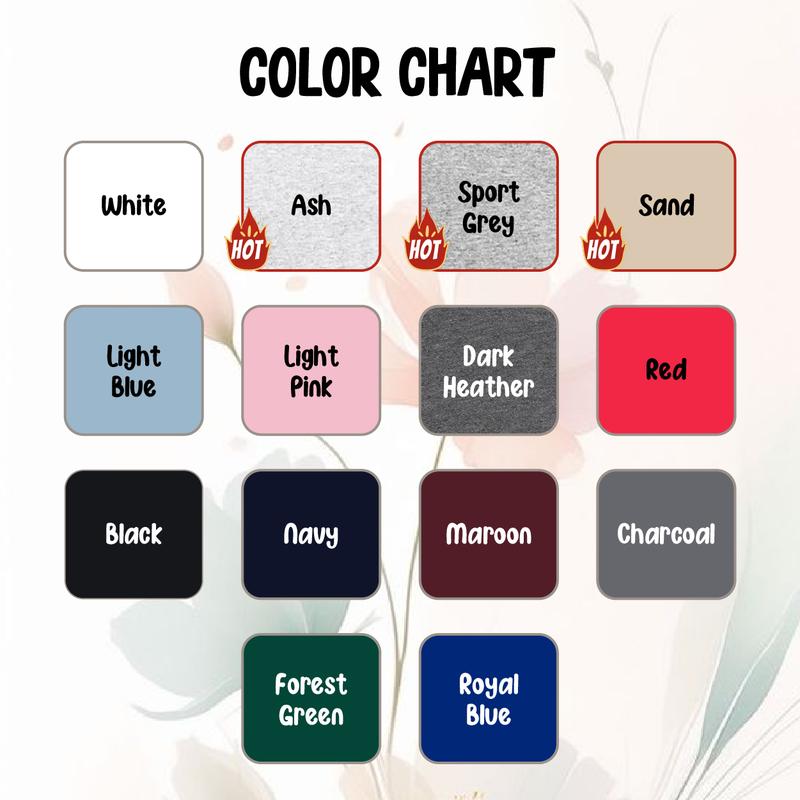 COLOR CHART
White
Ash
HOT
Sport
Grey
HOT
Sand
HOT
Light
Blue
Light
Pink
Dark
Heather
Red
Black
Navy
Maroon
Charcoal
Forest
Green
Royal
Blue